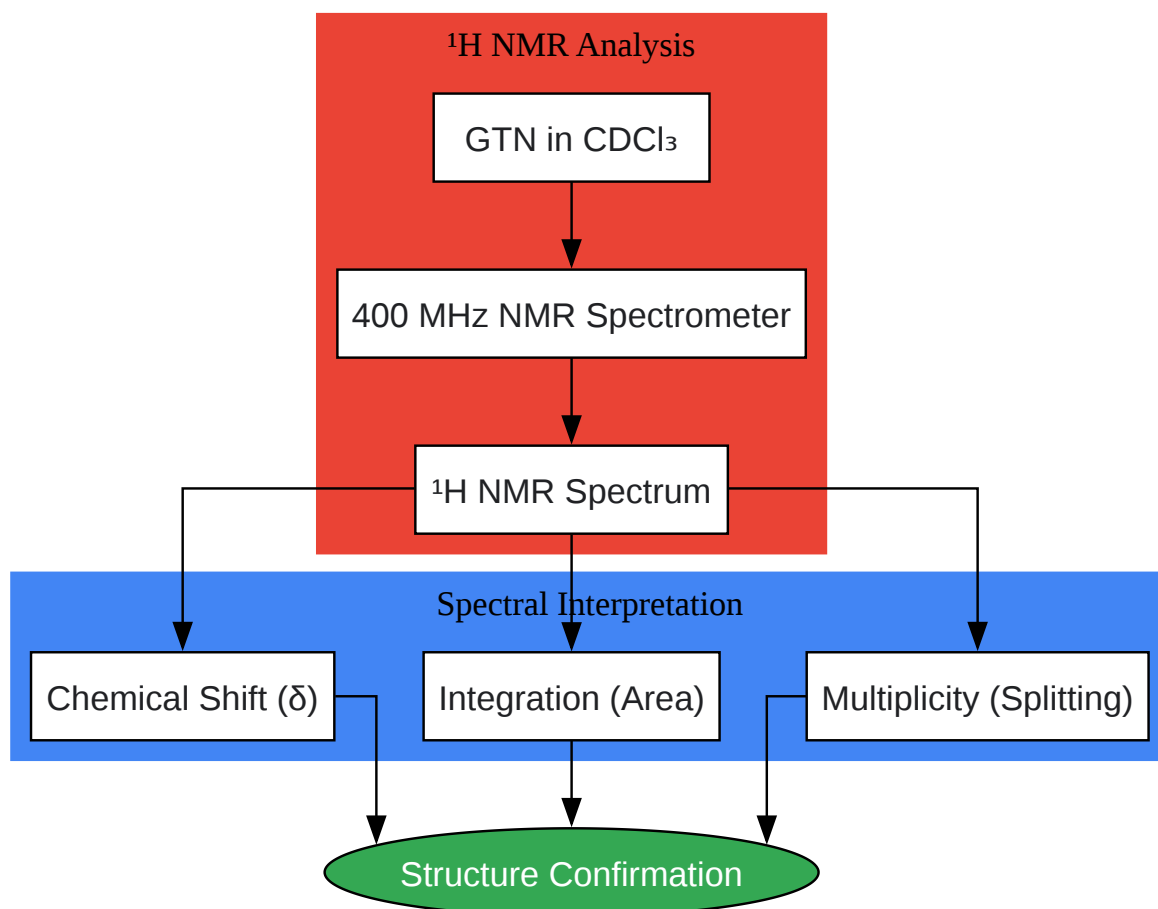 ¹H NMR Analysis
GTN in CDCl₃
400 MHz NMR Spectrometer
¹H NMR Spectrum
Spectral Interpretation
Chemical Shift (δ)
Integration (Area)
Multiplicity (Splitting)
Structure Confirmation